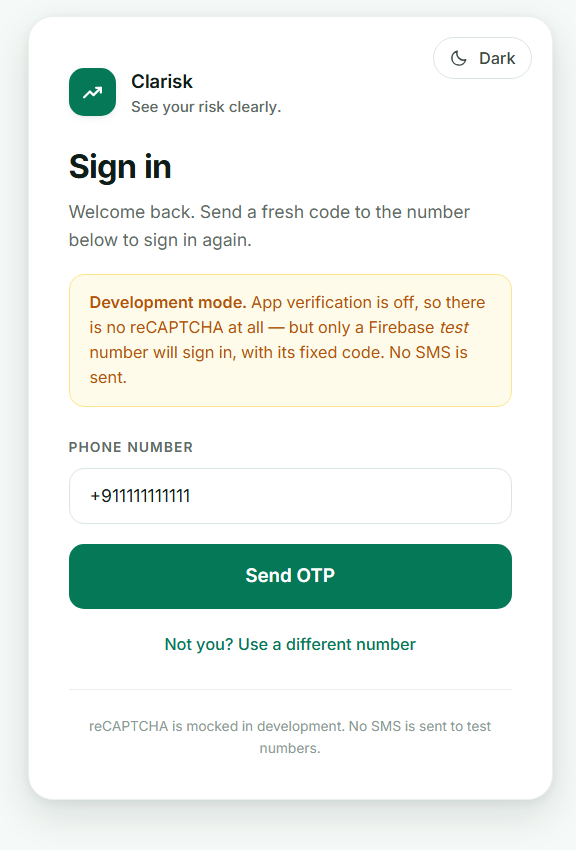 Dark
Clarisk
See your risk clearly.
Sign in
Welcome back. Send a fresh code to the number
below to sign in again.
Development mode. App verification is off, so there
is no reCAPTCHA at all — but only a Firebase test
number will sign in, with its fixed code. No SMS is
sent.
PHONE NUMBER
+911111111111
Send OTP
Not you? Use a different number
reCAPTCHA is mocked in development. No SMS is sent to test
numbers.